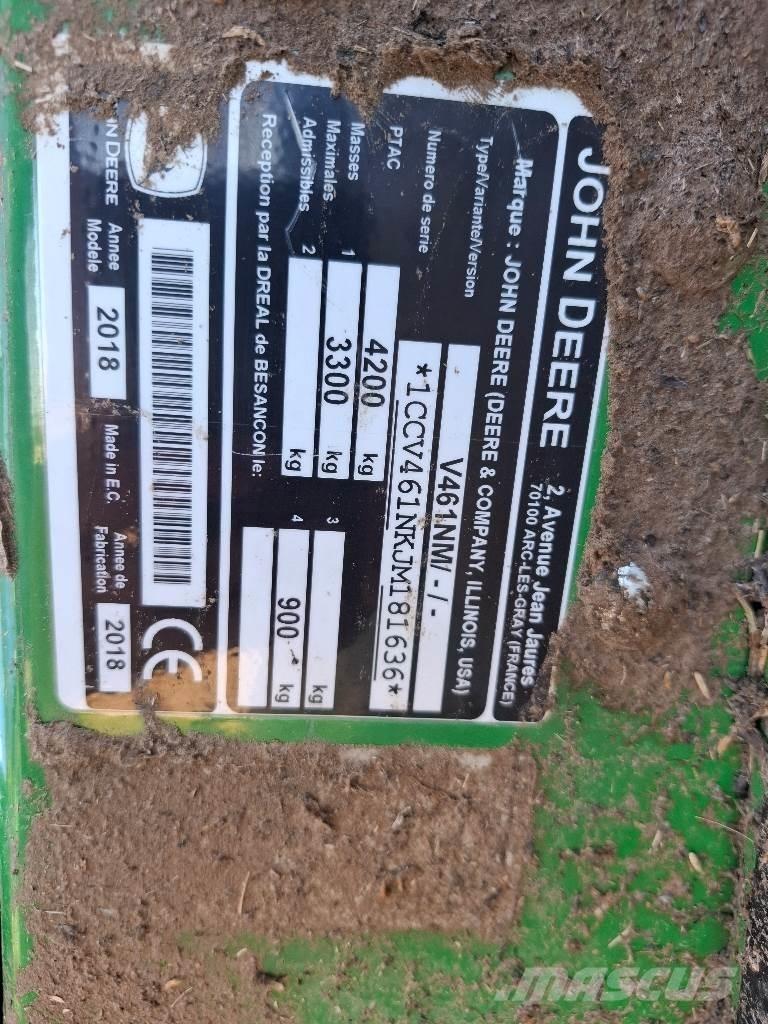 JOHN DEERE
2, Avenue Jean Jaures
70100 ARC-LES-GRAY (FRANCE)
Marque : JOHN DEERE (DEERE & COMPANY, ILLINOIS, USA)
Type/Variante/Version V461NM/-/-
Numero de serie *1CCV461NKJM181636*
PTAC 4200 kg
Masses 1 3300 kg 3 kg
Maximales
Admissibles 2 kg 4 900 kg
Reception par la DREAL de BESANCON le:
DEERE Annee Modele 2018 Made in E.C. Annee de Fabrication 2018
CE
MASCUS